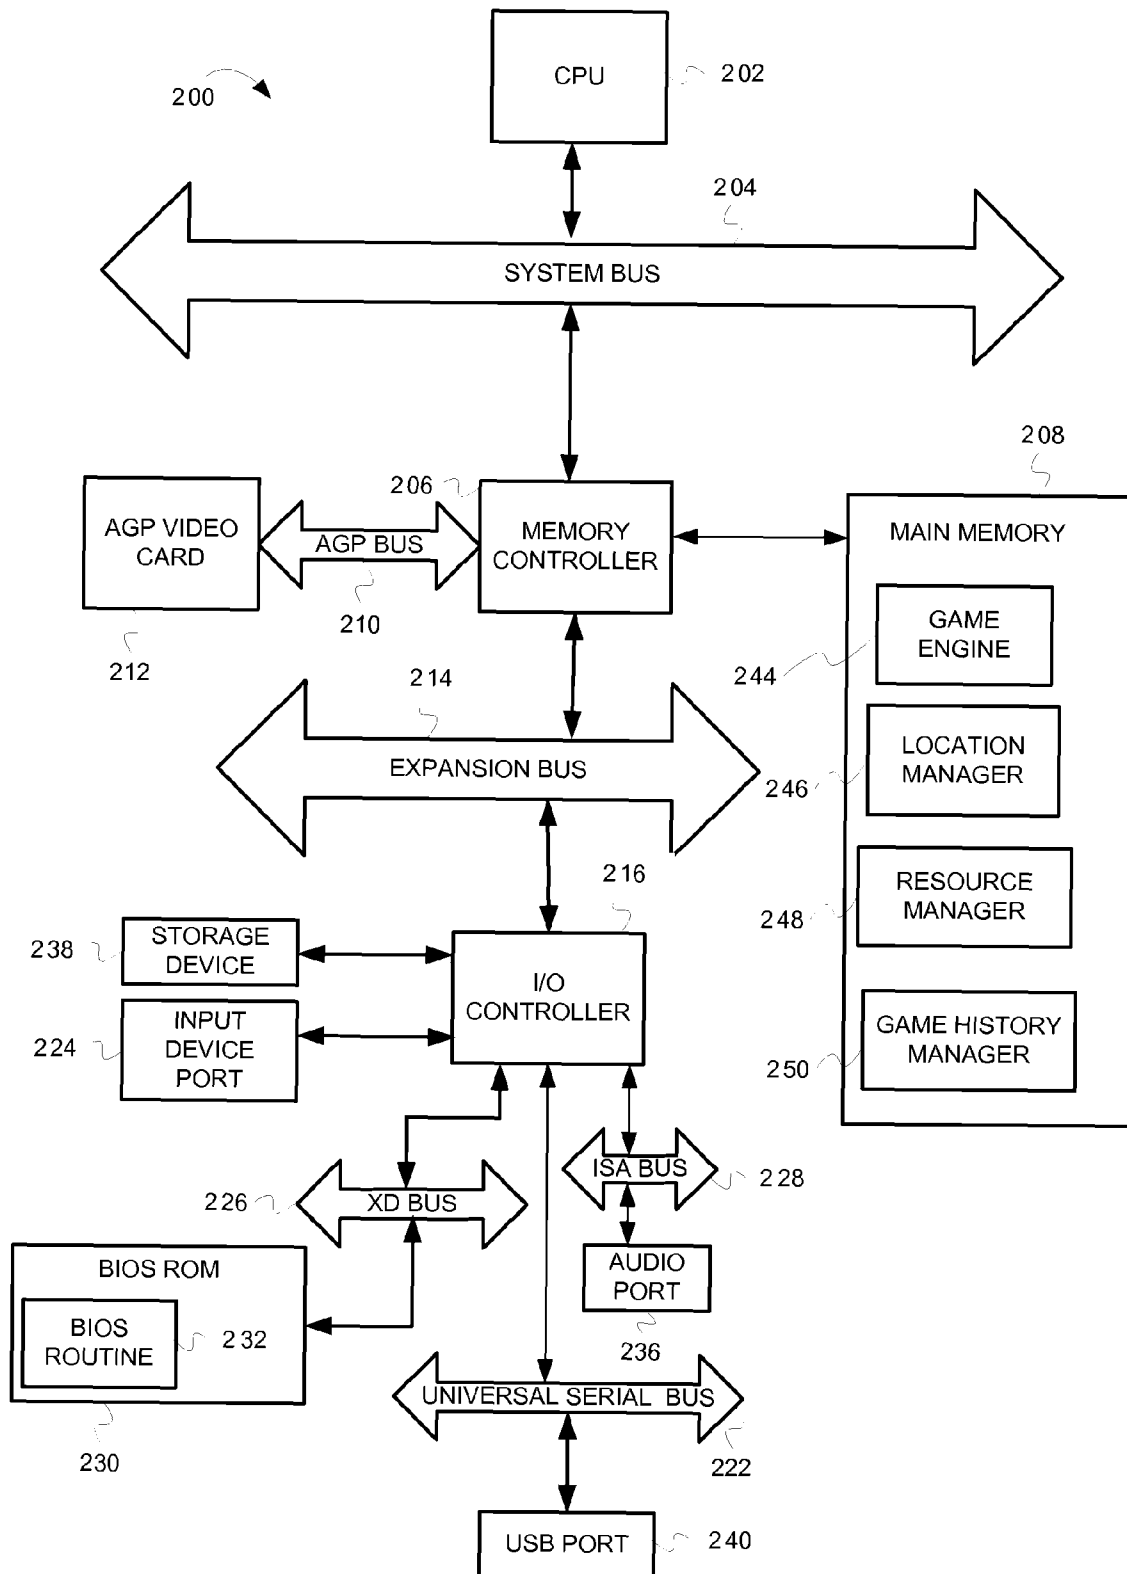 CPU
202
200
204
SYSTEM BUS
208
206
AGP VIDEO
CARD
AGP BUS
MEMORY
CONTROLLER
MAIN MEMORY
210
212
GAME
ENGINE
244
214
EXPANSION BUS
LOCATION
MANAGER
246
216
RESOURCE
MANAGER
248
STORAGE
DEVICE
238
I/O
CONTROLLER
INPUT
DEVICE
PORT
224
GAME HISTORY
MANAGER
250
ISA BUS
228
XD BUS
226
BIOS ROM
AUDIO
PORT
236
BIOS
ROUTINE
232
UNIVERSAL SERIAL BUS
230
222
USB PORT
240